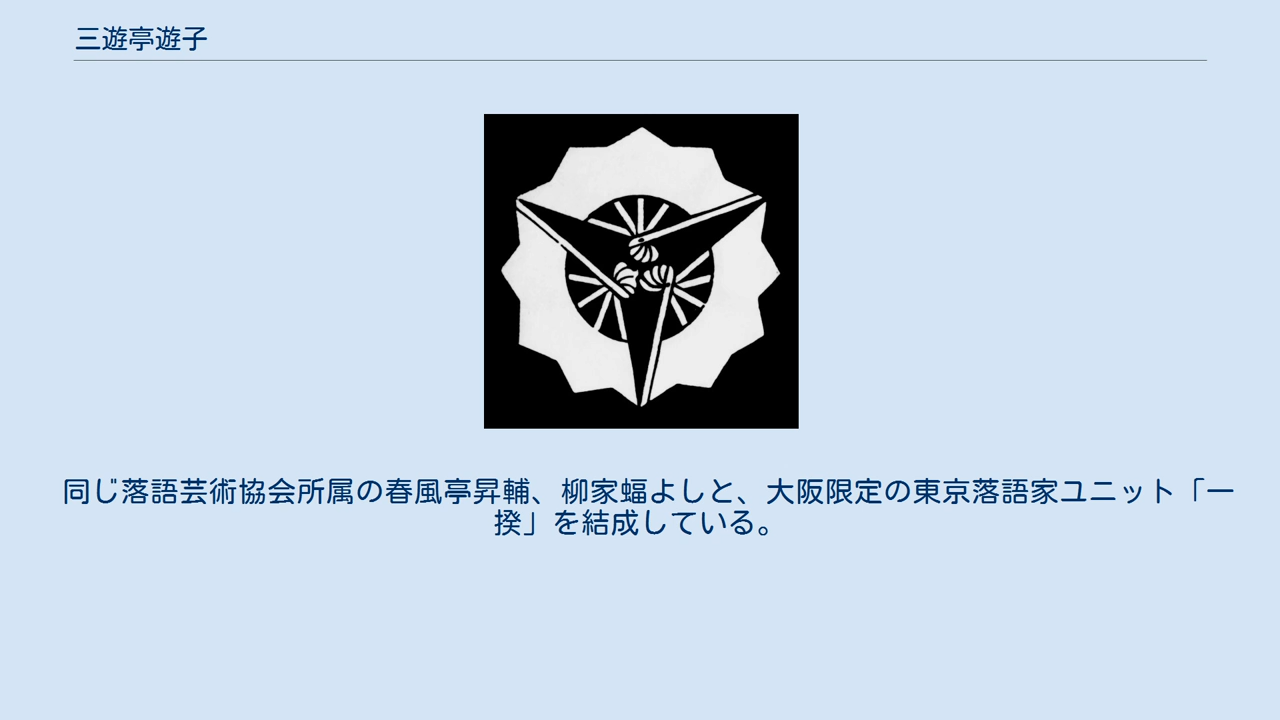 三遊亭遊子
同じ落語芸術協会所属の春風亭昇輔、柳家蝠よしと、大阪限定の東京落語家ユニット「一
揆」を結成している。